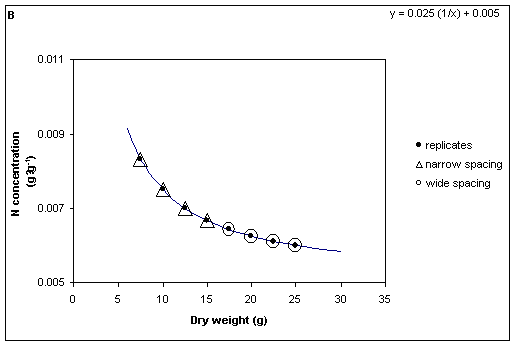 B
y = 0.025 (1/x) + 0.005
0.011
0.009
0.007
0.005
N concentration
0 5 10 15 20 25 30 35
Dry weight (g)
replicates
narrow spacing
wide spacing